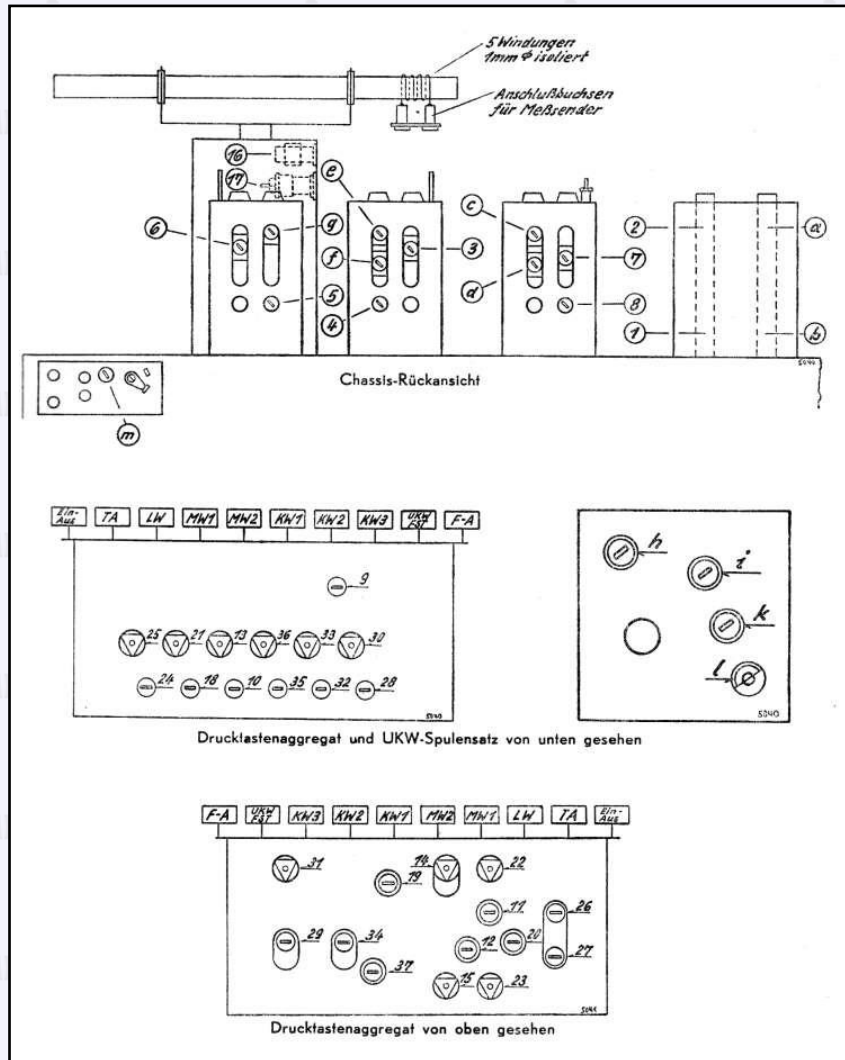 5 Windungen
1mm Φ isoliert
Anschlußbuchsen
für Meßsender
16
17
e
c
6
g
3
2
a
f
d
7
5
4
8
1
b
5040
Chassis-Rückansicht
m
Ein-Aus TA LW MW1 MW2 KW1 KW2 KW3 UKW FST F-A
9
h
i
k
l
25 21 13 36 33 30
24 18 10 35 32 28
5040
5040
Drucktastenaggregat und UKW-Spulensatz von unten gesehen
F-A UKW FST KW3 KW2 KW1 MW2 MW1 LW TA Ein-Aus
31 14 22
19
11 26
29 34 12 20
37 27
15 23
5041
Drucktastenaggregat von oben gesehen